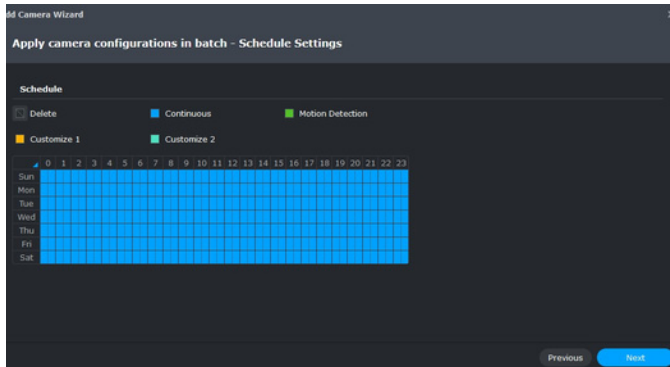 dd Camera Wizard
Apply camera configurations in batch - Schedule Settings
Schedule
Delete Continuous Motion Detection
Customize 1 Customize 2
0 1 2 3 4 5 6 7 8 9 10 11 12 13 14 15 16 17 18 19 20 21 22 23
Sun
Mon
Tue
Wed
Thu
Fri
Sat
Previous Next